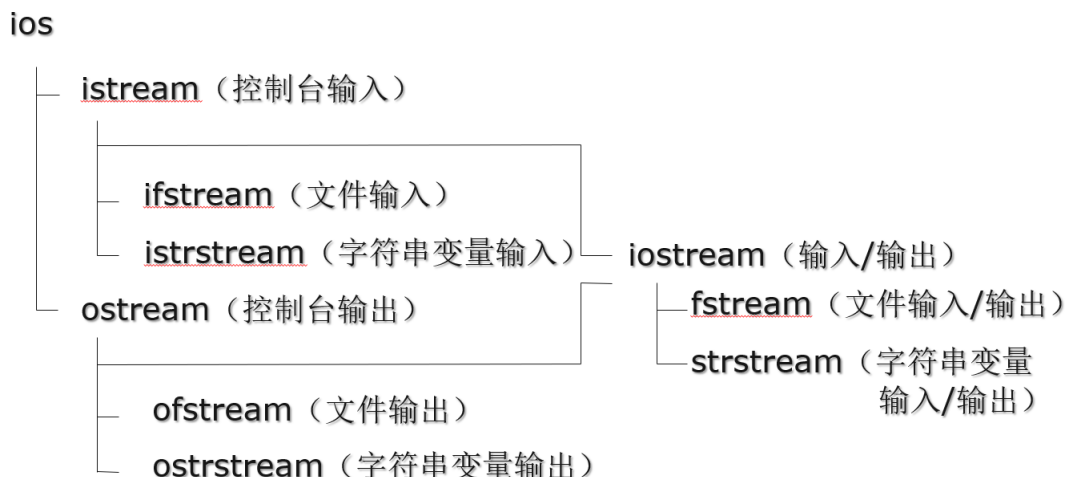 ios
istream（控制台输入）
ifstream（文件输入）
istrstream（字符串变量输入）
iostream（输入/输出）
fstream（文件输入/输出）
ostream（控制台输出）
strstream（字符串变量
输入/输出）
ofstream（文件输出）
ostrstream（字符串变量输出）